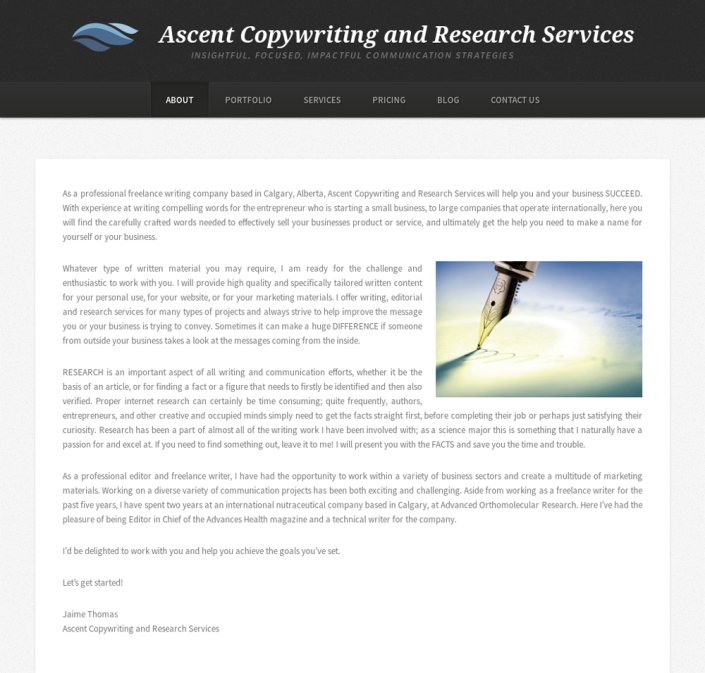 Ascent Copywriting and Research Services
INSIGHTFUL, FOCUSED, IMPACTFUL COMMUNICATION STRATEGIES
ABOUT PORTFOLIO SERVICES PRICING BLOG CONTACT US
As a professional freelance writing company based in Calgary, Alberta, Ascent Copywriting and Research Services will help you and your business SUCCEED.
With experience at writing compelling words for the entrepreneur who is starting a small business, to large companies that operate internationally, here you
will find the carefully crafted words needed to effectively sell your businesses product or service, and ultimately get the help you need to make a name for
yourself or your business.
Whatever type of written material you may require, I am ready for the challenge and
enthusiastic to work with you. I will provide high quality and specifically tailored written content
for your personal use, for your website, or for your marketing materials. I offer writing, editorial
and research services for many types of projects and always strive to help improve the message
you or your business is trying to convey. Sometimes it can make a huge DIFFERENCE if someone
from outside your business takes a look at the messages coming from the inside.
RESEARCH is an important aspect of all writing and communication efforts, whether it be the
basis of an article, or for finding a fact or a figure that needs to firstly be identified and then also
verified. Proper internet research can certainly be time consuming; quite frequently, authors,
entrepreneurs, and other creative and occupied minds simply need to get the facts straight first, before completing their job or perhaps just satisfying their
curiosity. Research has been a part of almost all of the writing work I have been involved with; as a science major this is something that I naturally have a
passion for and excel at. If you need to find something out, leave it to me! I will present you with the FACTS and save you the time and trouble.
As a professional editor and freelance writer, I have had the opportunity to work within a variety of business sectors and create a multitude of marketing
materials. Working on a diverse variety of communication projects has been both exciting and challenging. Aside from working as a freelance writer for the
past five years, I have spent two years at an international nutraceutical company based in Calgary, at Advanced Orthomolecular Research. Here I've had the
pleasure of being Editor in Chief of the Advances Health magazine and a technical writer for the company.
I'd be delighted to work with you and help you achieve the goals you've set.
Let's get started!
Jaime Thomas
Ascent Copywriting and Research Services